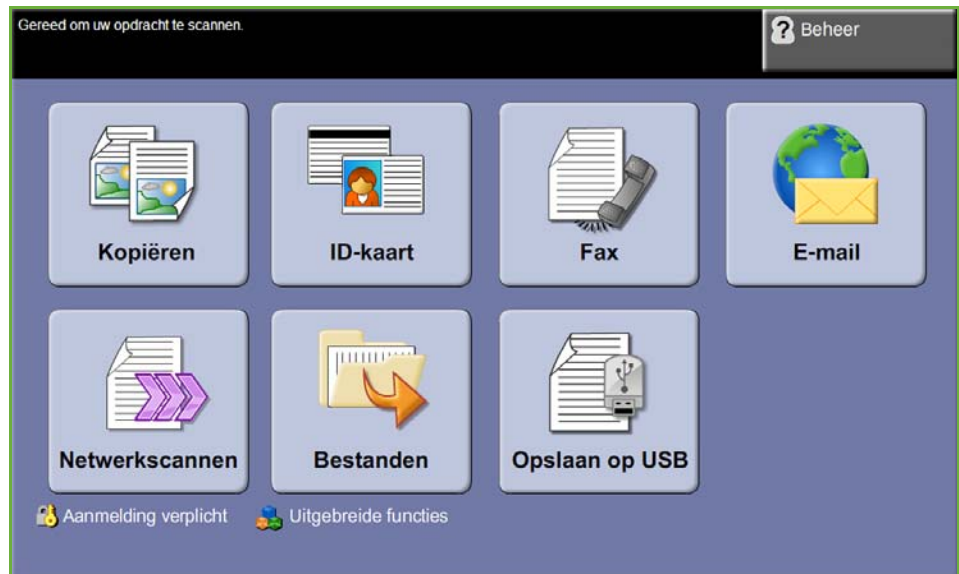 Gereed om uw opdracht te scannen.
Beheer
Kopiëren
ID-kaart
Fax
E-mail
Netwerkscannen
Bestanden
Opslaan op USB
Aanmelding verplicht
Uitgebreide functies